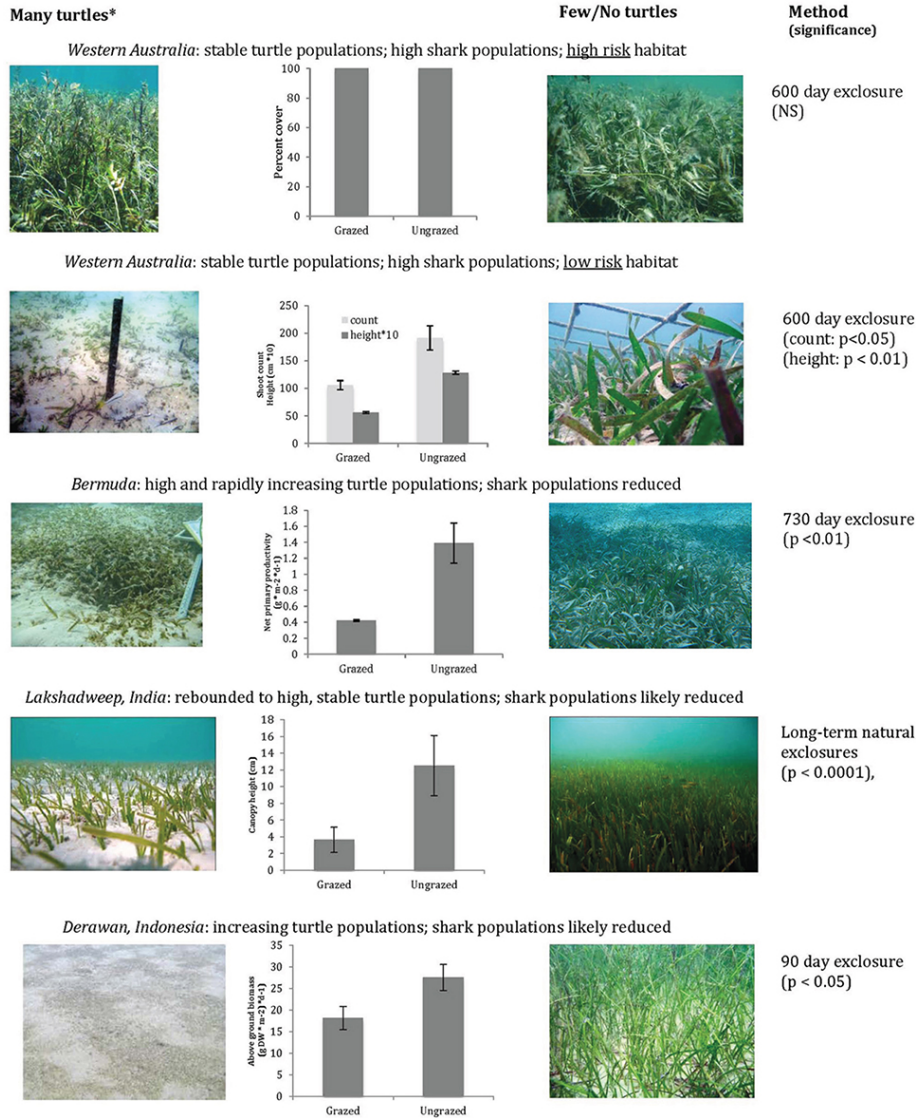 Many turtles*
Few/No turtles
Method
(significance)
Western Australia: stable turtle populations; high shark populations; high risk habitat
Percent cover
100
80
60
40
20
0
Grazed
Ungrazed
600 day exclosure
(NS)
Western Australia: stable turtle populations; high shark populations; low risk habitat
Shoot count
Height (cm *10)
250
200
150
100
50
0
count
height*10
Grazed
Ungrazed
600 day exclosure
(count: p<0.05)
(height: p < 0.01)
Bermuda: high and rapidly increasing turtle populations; shark populations reduced
Net primary productivity
(g * m-2 *d-1)
1.8
1.6
1.4
1.2
1
0.8
0.6
0.4
0.2
0
Grazed
Ungrazed
730 day exclosure
(p <0.01)
Lakshadweep, India: rebounded to high, stable turtle populations; shark populations likely reduced
Canopy height (cm)
18
16
14
12
10
8
6
4
2
0
Grazed
Ungrazed
Long-term natural
exclosures
(p < 0.0001),
Derawan, Indonesia: increasing turtle populations; shark populations likely reduced
Above ground biomass
(g DW * m-2) *d-1)
35
30
25
20
15
10
5
0
Grazed
Ungrazed
90 day exclosure
(p < 0.05)